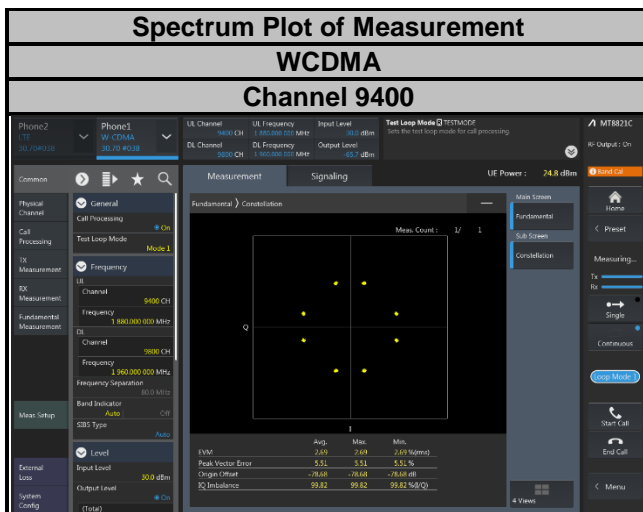 Spectrum Plot of Measurement
WCDMA
Channel 9400
Phone2
LTE
30.70#038
Phone1
W-CDMA
30.70 #038
UL Channel
9400 CH
UL Frequency
1 880.000 000 MHz
Input Level
30.0 dBm
DL Channel
9800 CH
DL Frequency
1 960.000 000 MHz
Output Level
-65.7 dBm
Test Loop Mode TESTMODE
Sets the test loop mode for call processing.
MT8821C
RF Output : On
Common
Measurement
Signaling
UE Power : 24.8 dBm
Band Cal
Physical Channel
Call Processing
TX Measurement
RX Measurement
Fundamental Measurement
Meas Setup
External Loss
System Config
General
Call Processing
On
Test Loop Mode
Mode 1
Frequency
UL
Channel
9400 CH
Frequency
1 880.000 000 MHz
DL
Channel
9800 CH
Frequency
1 960.000 000 MHz
Frequency Separation
80.0 MHz
Band Indicator
Auto Off
SIB5 Type
Auto
Level
Input Level
30.0 dBm
Output Level
On
(Total)
Fundamental Constellation
Meas. Count : 1/ 1
Q
I
Avg. Max. Min.
EVM 2.69 2.69 2.69 %(rms)
Peak Vector Error 5.51 5.51 5.51 %
Origin Offset -78.68 -78.68 -78.68 dB
IQ Imbalance 99.82 99.82 99.82 %(I/Q)
Main Screen
Fundamental
Sub Screen
Constellation
4 Views
Home
Preset
Measuring...
Tx
Rx
Single
Continuous
Loop Mode 1
Start Call
End Call
Menu